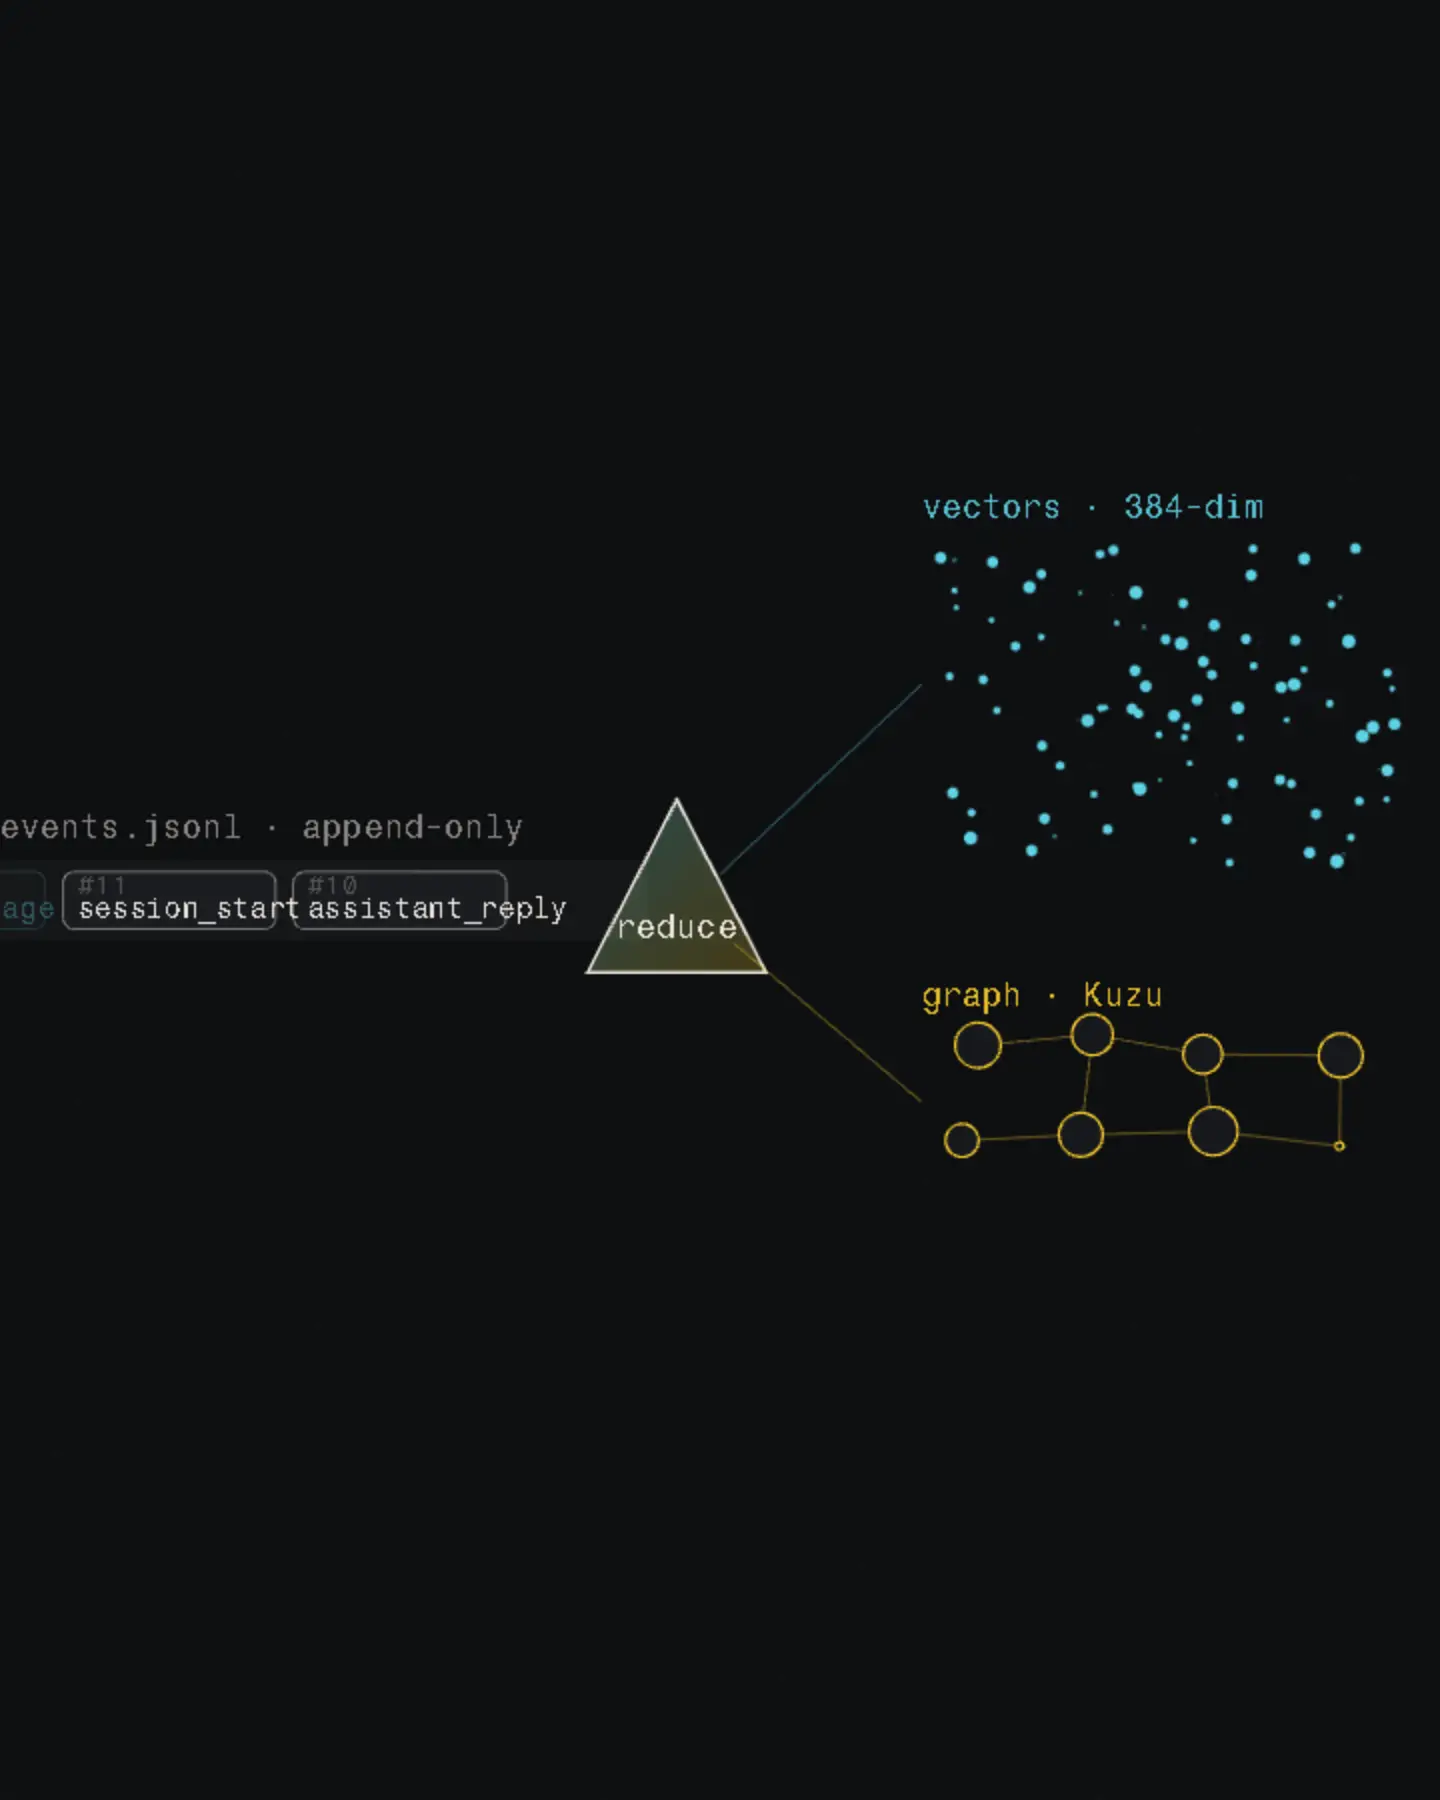 vectors · 384-dim
events.jsonl · append-only
age
#11
session_start
#10
assistant_reply
reduce
graph · Kuzu